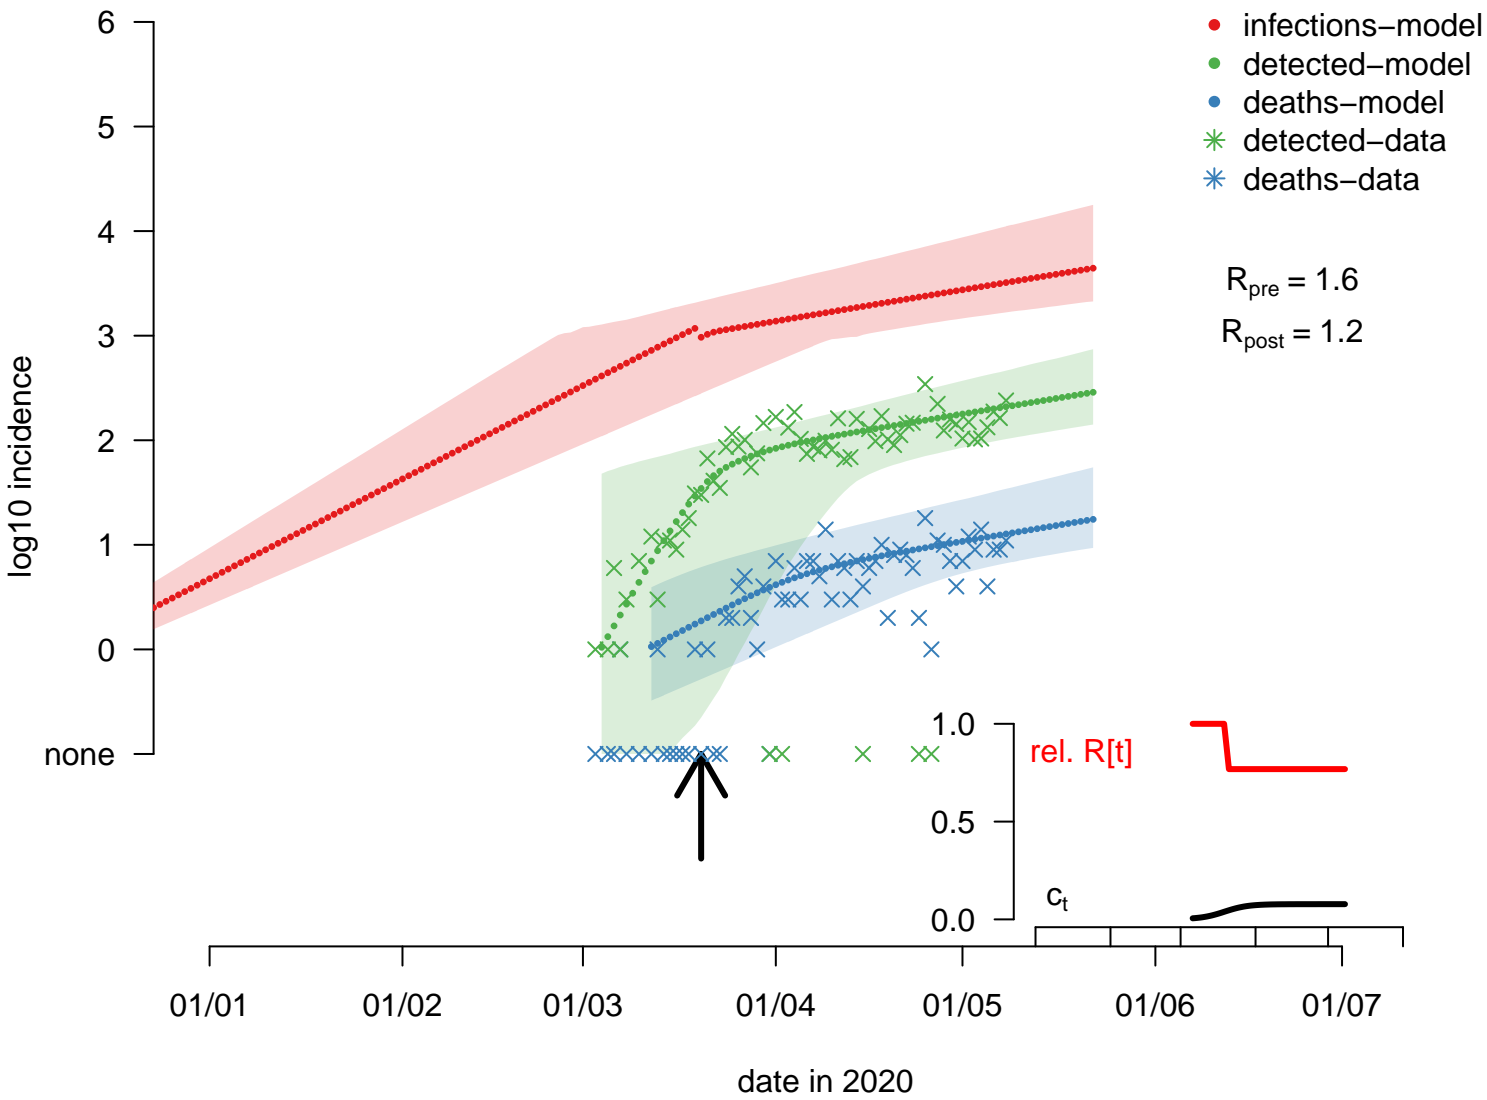 infections−model
detected−model
deaths−model
detected−data
deaths−data
R_pre = 1.6
R_post = 1.2
log10 incidence
6
5
4
3
2
1
0
none
rel. R[t]
c_t
1.0
0.5
0.0
01/01 01/02 01/03 01/04 01/05 01/06 01/07
date in 2020